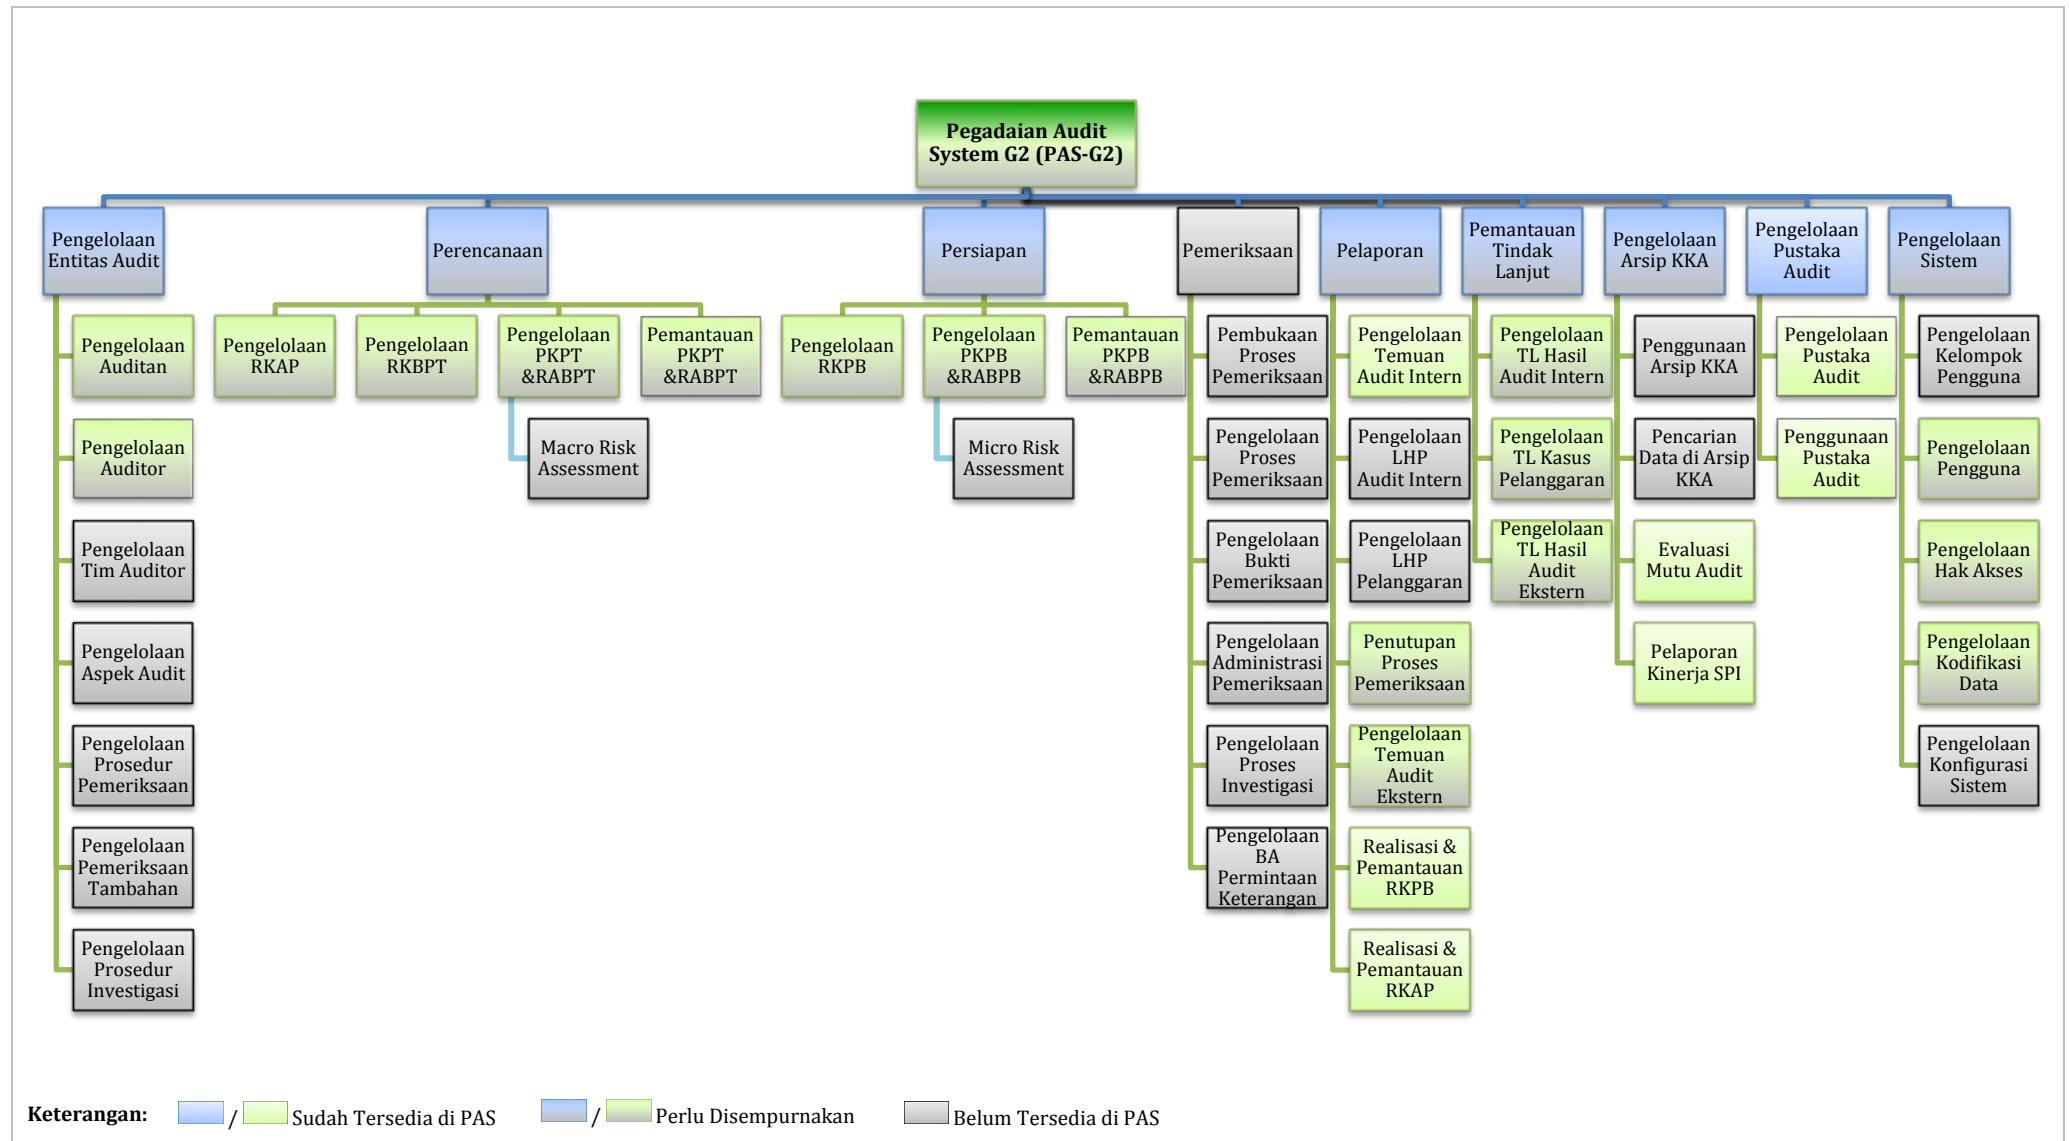 Pegadaian Audit
System G2 (PAS-G2)
Pengelolaan
Entitas Audit
Pengelolaan
Auditan
Pengelolaan
Auditor
Pengelolaan
Tim Auditor
Pengelolaan
Aspek Audit
Pengelolaan
Prosedur
Pemeriksaan
Pengelolaan
Pemeriksaan
Tambahan
Pengelolaan
Prosedur
Investigasi
Perencanaan
Pengelolaan
RKAP
Pengelolaan
RKBPT
Pengelolaan
PKPT
&RABPT
Macro Risk
Assessment
Pemantauan
PKPT
&RABPT
Persiapan
Pengelolaan
RKPB
Pengelolaan
PKPB
&RABPB
Micro Risk
Assessment
Pemantauan
PKPB
&RABPB
Pemeriksaan
Pembukaan
Proses
Pemeriksaan
Pengelolaan
Proses
Pemeriksaan
Pengelolaan
Bukti
Pemeriksaan
Pengelolaan
Administrasi
Pemeriksaan
Pengelolaan
Proses
Investigasi
Pengelolaan
BA
Permintaan
Keterangan
Pelaporan
Pengelolaan
Temuan
Audit Intern
Pengelolaan
LHP
Audit Intern
Pengelolaan
LHP
Pelanggaran
Penutupan
Proses
Pemeriksaan
Pengelolaan
Temuan
Audit
Ekstern
Realisasi &
Pemantauan
RKPB
Realisasi &
Pemantauan
RKAP
Pemantauan
Tindak
Lanjut
Pengelolaan
TL Hasil
Audit Intern
Pengelolaan
TL Kasus
Pelanggaran
Pengelolaan
TL Hasil
Audit
Ekstern
Pengelolaan
Arsip KKA
Penggunaan
Arsip KKA
Pencarian
Data di Arsip
KKA
Evaluasi
Mutu Audit
Pelaporan
Kinerja SPI
Pengelolaan
Pustaka
Audit
Pengelolaan
Pustaka
Audit
Penggunaan
Pustaka
Audit
Pengelolaan
Sistem
Pengelolaan
Kelompok
Pengguna
Pengelolaan
Pengguna
Pengelolaan
Hak Akses
Pengelolaan
Kodifikasi
Data
Pengelolaan
Konfigurasi
Sistem
Keterangan: / Sudah Tersedia di PAS / Perlu Disempurnakan Belum Tersedia di PAS